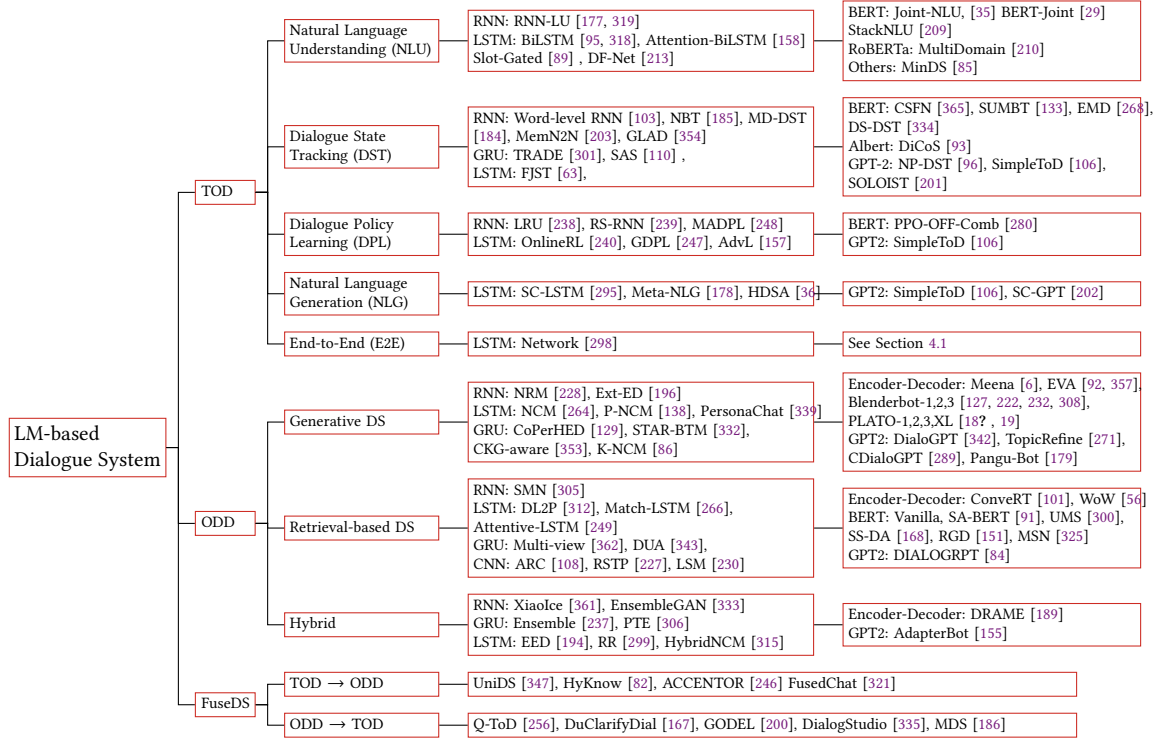 LM-based
Dialogue System
TOD
Natural Language
Understanding (NLU)
RNN: RNN-LU [177, 319]
LSTM: BiLSTM [95, 318], Attention-BiLSTM [158]
Slot-Gated [89] , DF-Net [213]
BERT: Joint-NLU, [35] BERT-Joint [29]
StackNLU [209]
RoBERTa: MultiDomain [210]
Others: MinDS [85]
Dialogue State
Tracking (DST)
RNN: Word-level RNN [103], NBT [185], MD-DST
[184], MemN2N [203], GLAD [354]
GRU: TRADE [301], SAS [110] ,
LSTM: FJST [63],
BERT: CSFN [365], SUMBT [133], EMD [268],
DS-DST [334]
Albert: DiCoS [93]
GPT-2: NP-DST [96], SimpleToD [106],
SOLOIST [201]
Dialogue Policy
Learning (DPL)
RNN: LRU [238], RS-RNN [239], MADPL [248]
LSTM: OnlineRL [240], GDPL [247], AdvL [157]
BERT: PPO-OFF-Comb [280]
GPT2: SimpleToD [106]
Natural Language
Generation (NLG)
LSTM: SC-LSTM [295], Meta-NLG [178], HDSA [36]
GPT2: SimpleToD [106], SC-GPT [202]
End-to-End (E2E)
LSTM: Network [298]
See Section 4.1
ODD
Generative DS
RNN: NRM [228], Ext-ED [196]
LSTM: NCM [264], P-NCM [138], PersonaChat [339]
GRU: CoPerHED [129], STAR-BTM [332],
CKG-aware [353], K-NCM [86]
Encoder-Decoder: Meena [6], EVA [92, 357],
Blenderbot-1,2,3 [127, 222, 232, 308],
PLATO-1,2,3,XL [18? , 19]
GPT2: DialoGPT [342], TopicRefine [271],
CDialoGPT [289], Pangu-Bot [179]
Retrieval-based DS
RNN: SMN [305]
LSTM: DL2P [312], Match-LSTM [266],
Attentive-LSTM [249]
GRU: Multi-view [362], DUA [343],
CNN: ARC [108], RSTP [227], LSM [230]
Encoder-Decoder: ConveRT [101], WoW [56]
BERT: Vanilla, SA-BERT [91], UMS [300],
SS-DA [168], RGD [151], MSN [325]
GPT2: DIALOGRPT [84]
Hybrid
RNN: XiaoIce [361], EnsembleGAN [333]
GRU: Ensemble [237], PTE [306]
LSTM: EED [194], RR [299], HybridNCM [315]
Encoder-Decoder: DRAME [189]
GPT2: AdapterBot [155]
FuseDS
TOD → ODD
UniDS [347], HyKnow [82], ACCENTOR [246] FusedChat [321]
ODD → TOD
Q-ToD [256], DuClarifyDial [167], GODEL [200], DialogStudio [335], MDS [186]